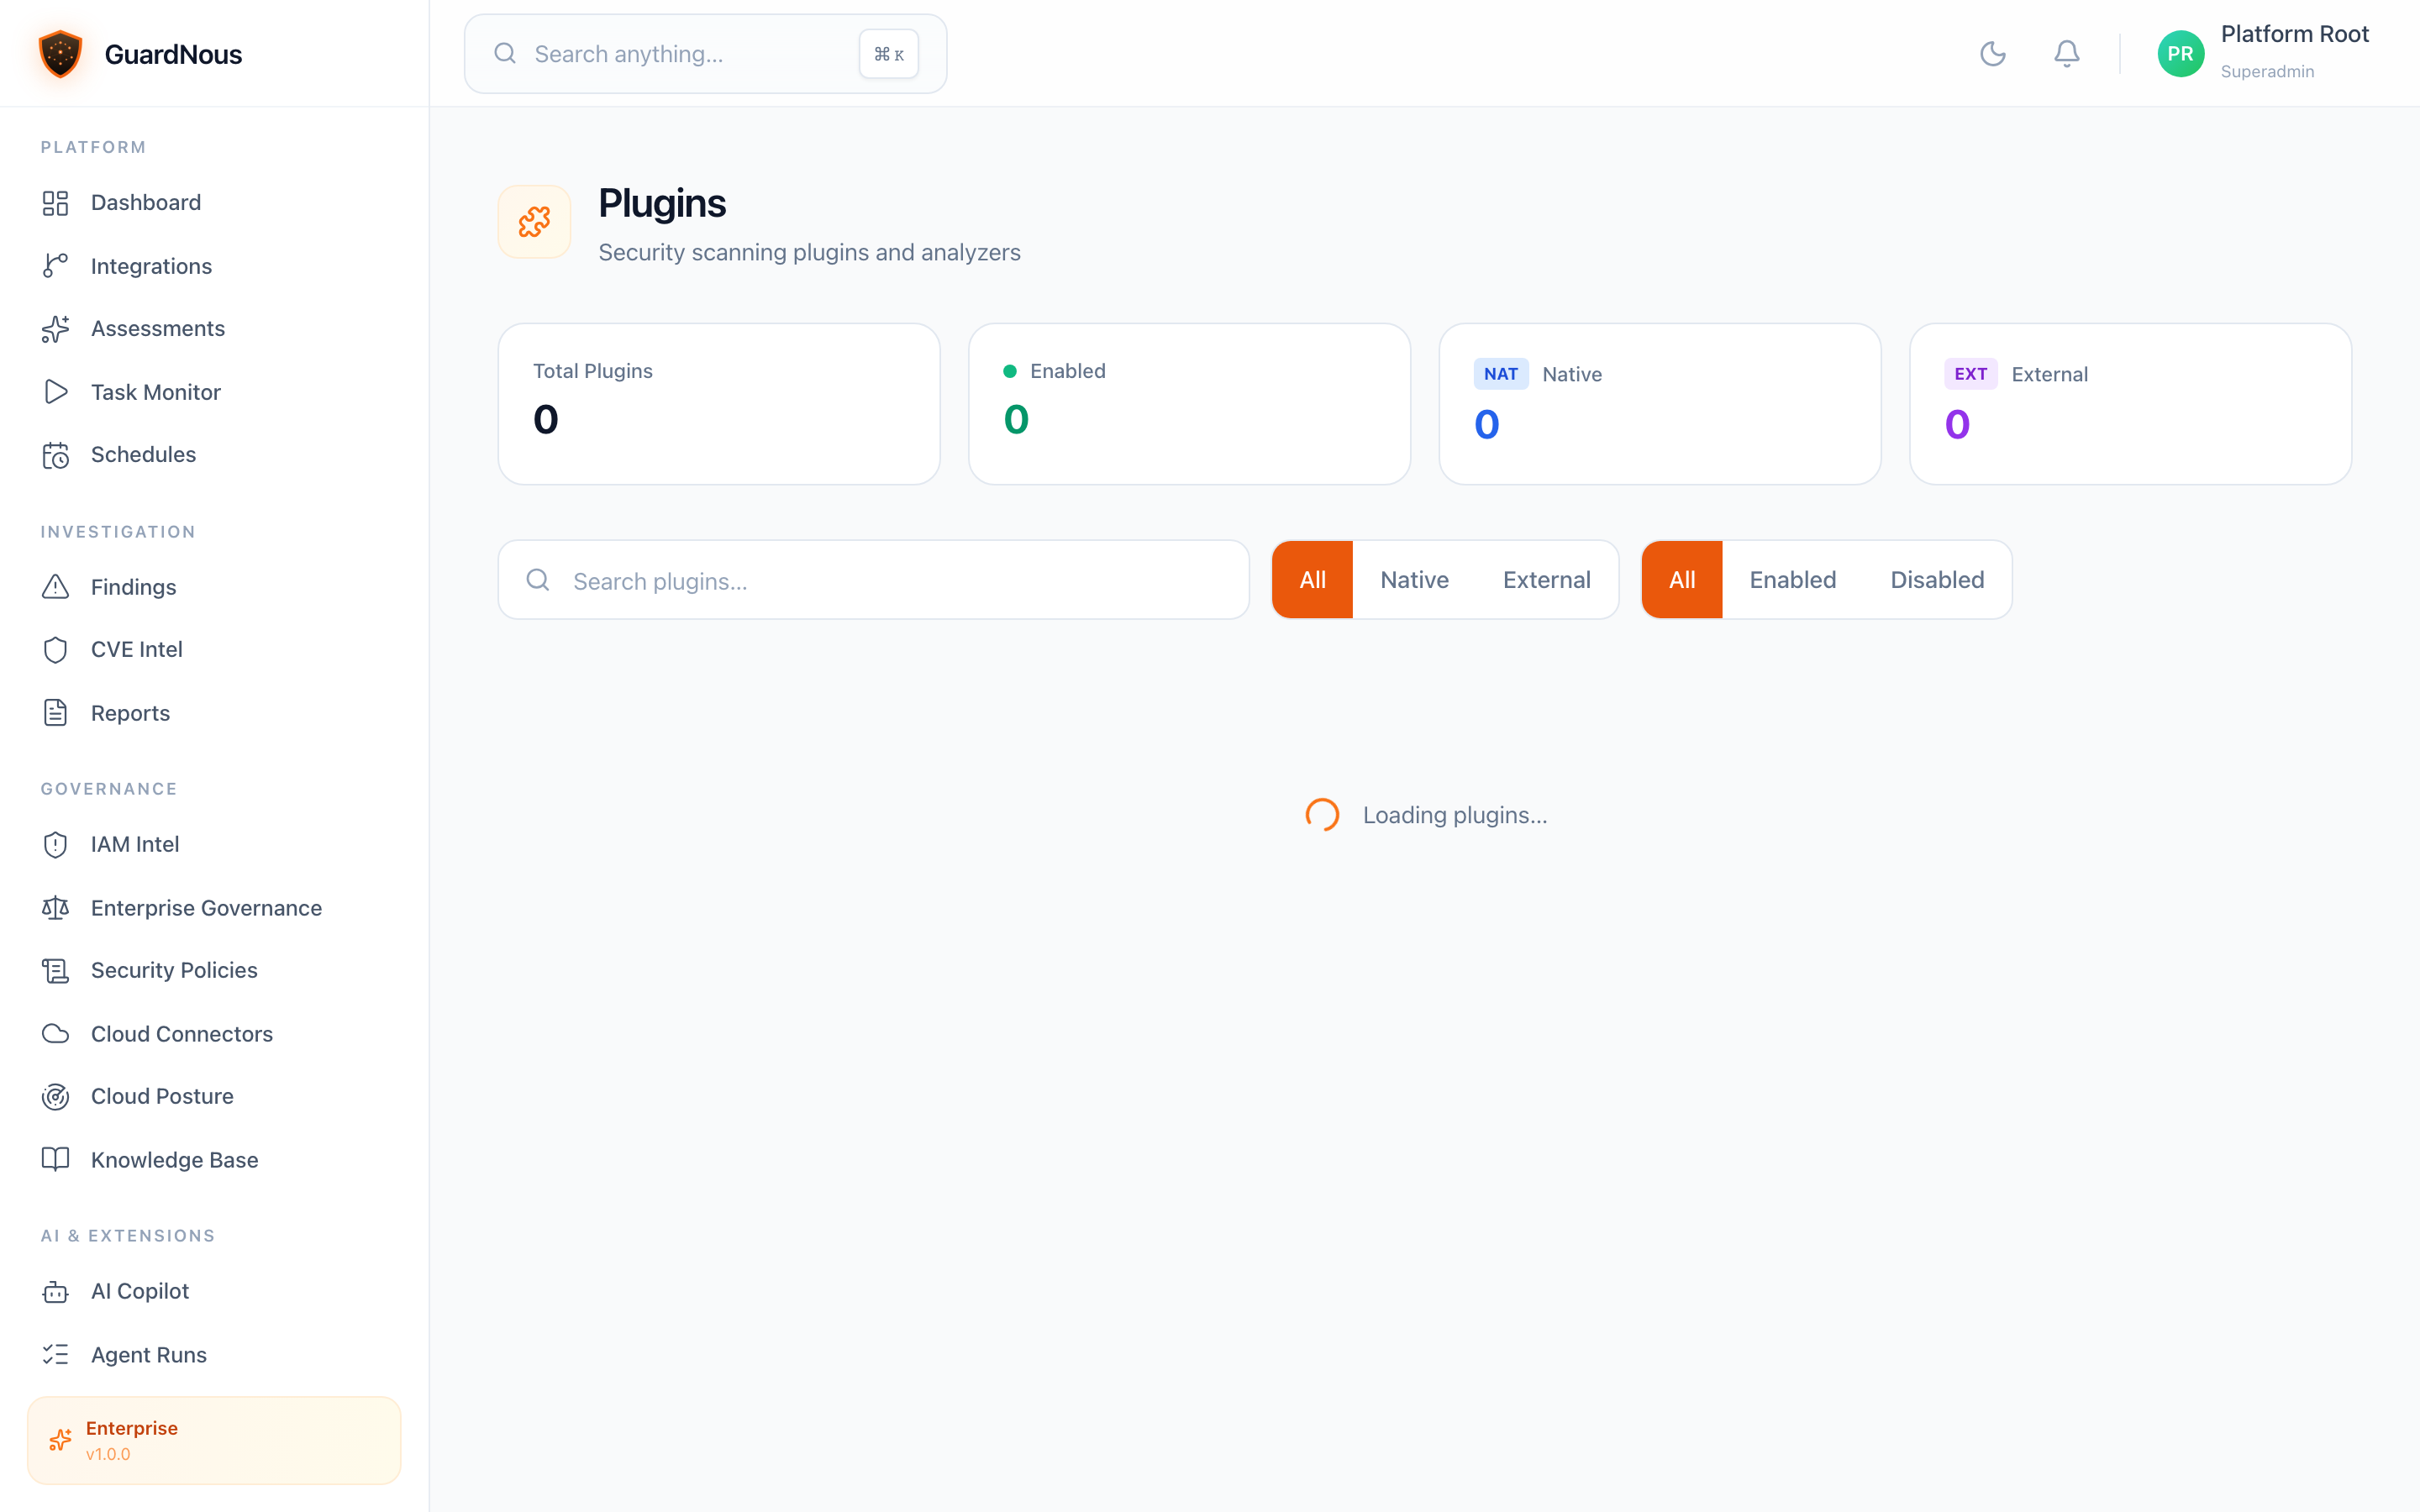 GuardNous
Search anything...
⌘ K
PR
Platform Root
Superadmin
PLATFORM
Dashboard
Integrations
Assessments
Task Monitor
Schedules
INVESTIGATION
Findings
CVE Intel
Reports
GOVERNANCE
IAM Intel
Enterprise Governance
Security Policies
Cloud Connectors
Cloud Posture
Knowledge Base
AI & EXTENSIONS
AI Copilot
Agent Runs
Enterprise
v1.0.0
Plugins
Security scanning plugins and analyzers
Total Plugins
0
Enabled
0
NAT Native
0
EXT External
0
Search plugins...
All Native External
All Enabled Disabled
Loading plugins...